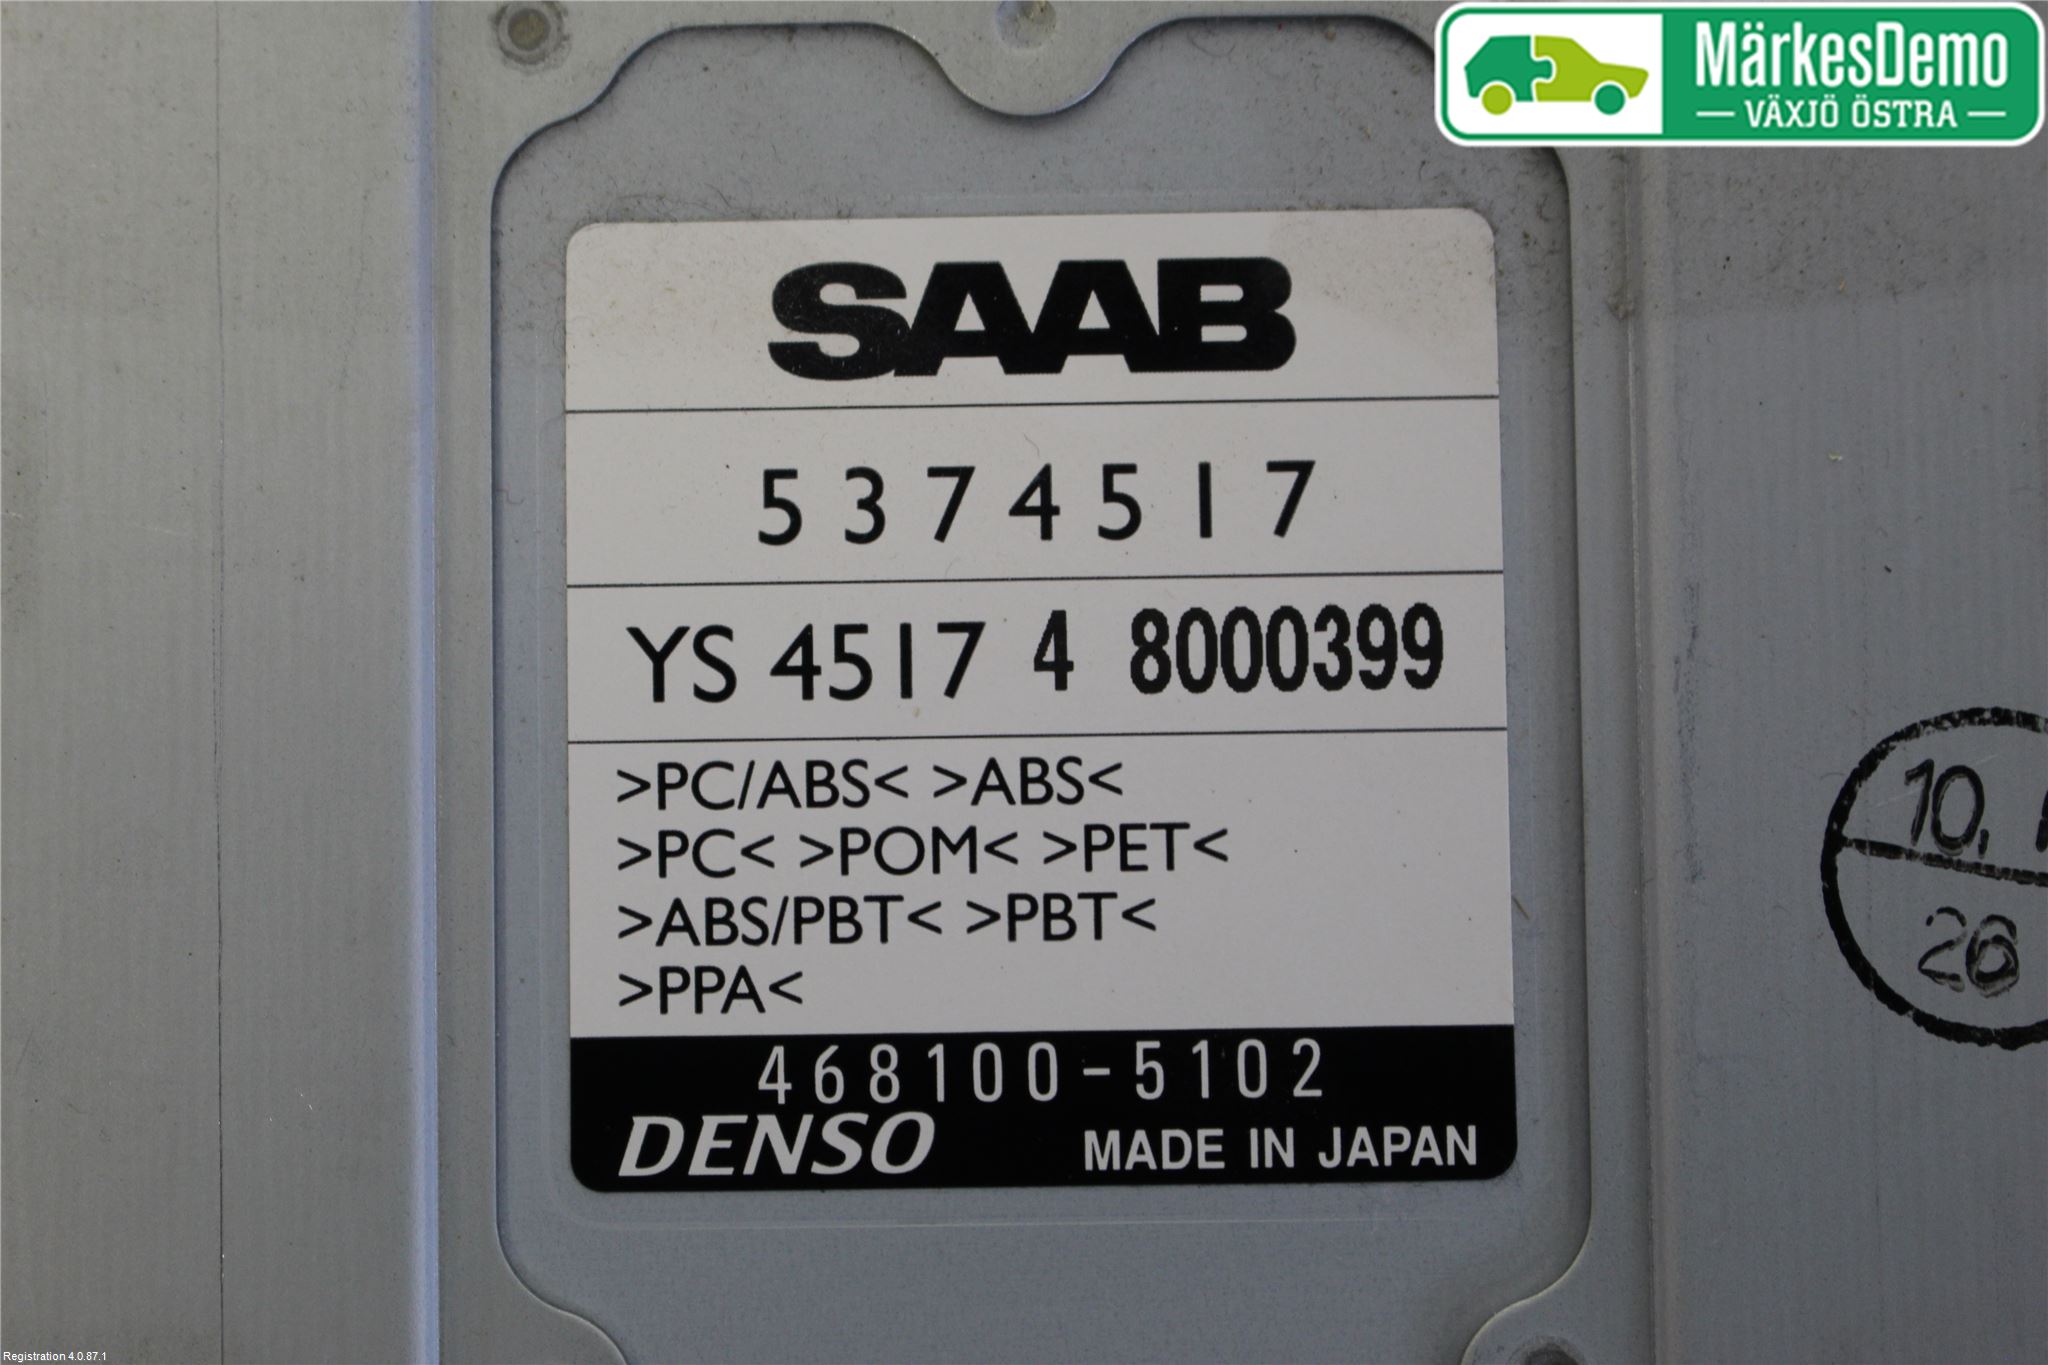 MärkesDemo
VÄXJÖ ÖSTRA
SAAB
5374517
YS 4517 4 8000399
>PC/ABS< >ABS<
>PC< >POM< >PET<
>ABS/PBT< >PBT<
>PPA<
468100-5102
DENSO MADE IN JAPAN
10,
26
Registration 4.0.87.1